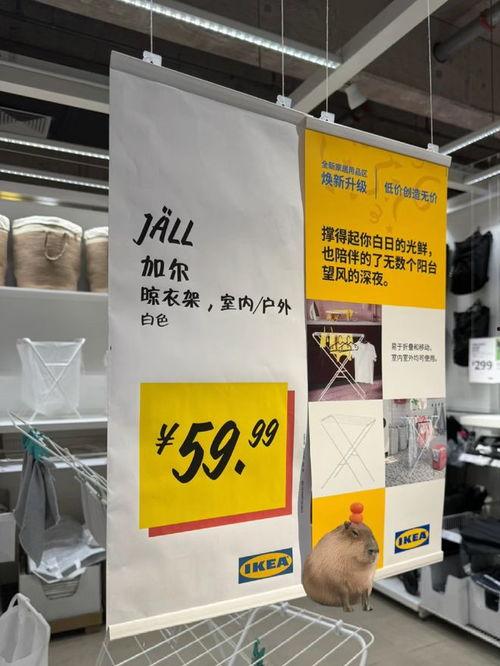 JÄLL
加尔
晾衣架，室内/户外
白色
¥59.99
IKEA
全新家居用品区
焕新升级
低价创造无价
撑得起你白日的光鲜，
也陪伴的了无数个阳台
望风的深夜。
易于折叠和移动，
室内室外均可使用。
IKEA
¥299